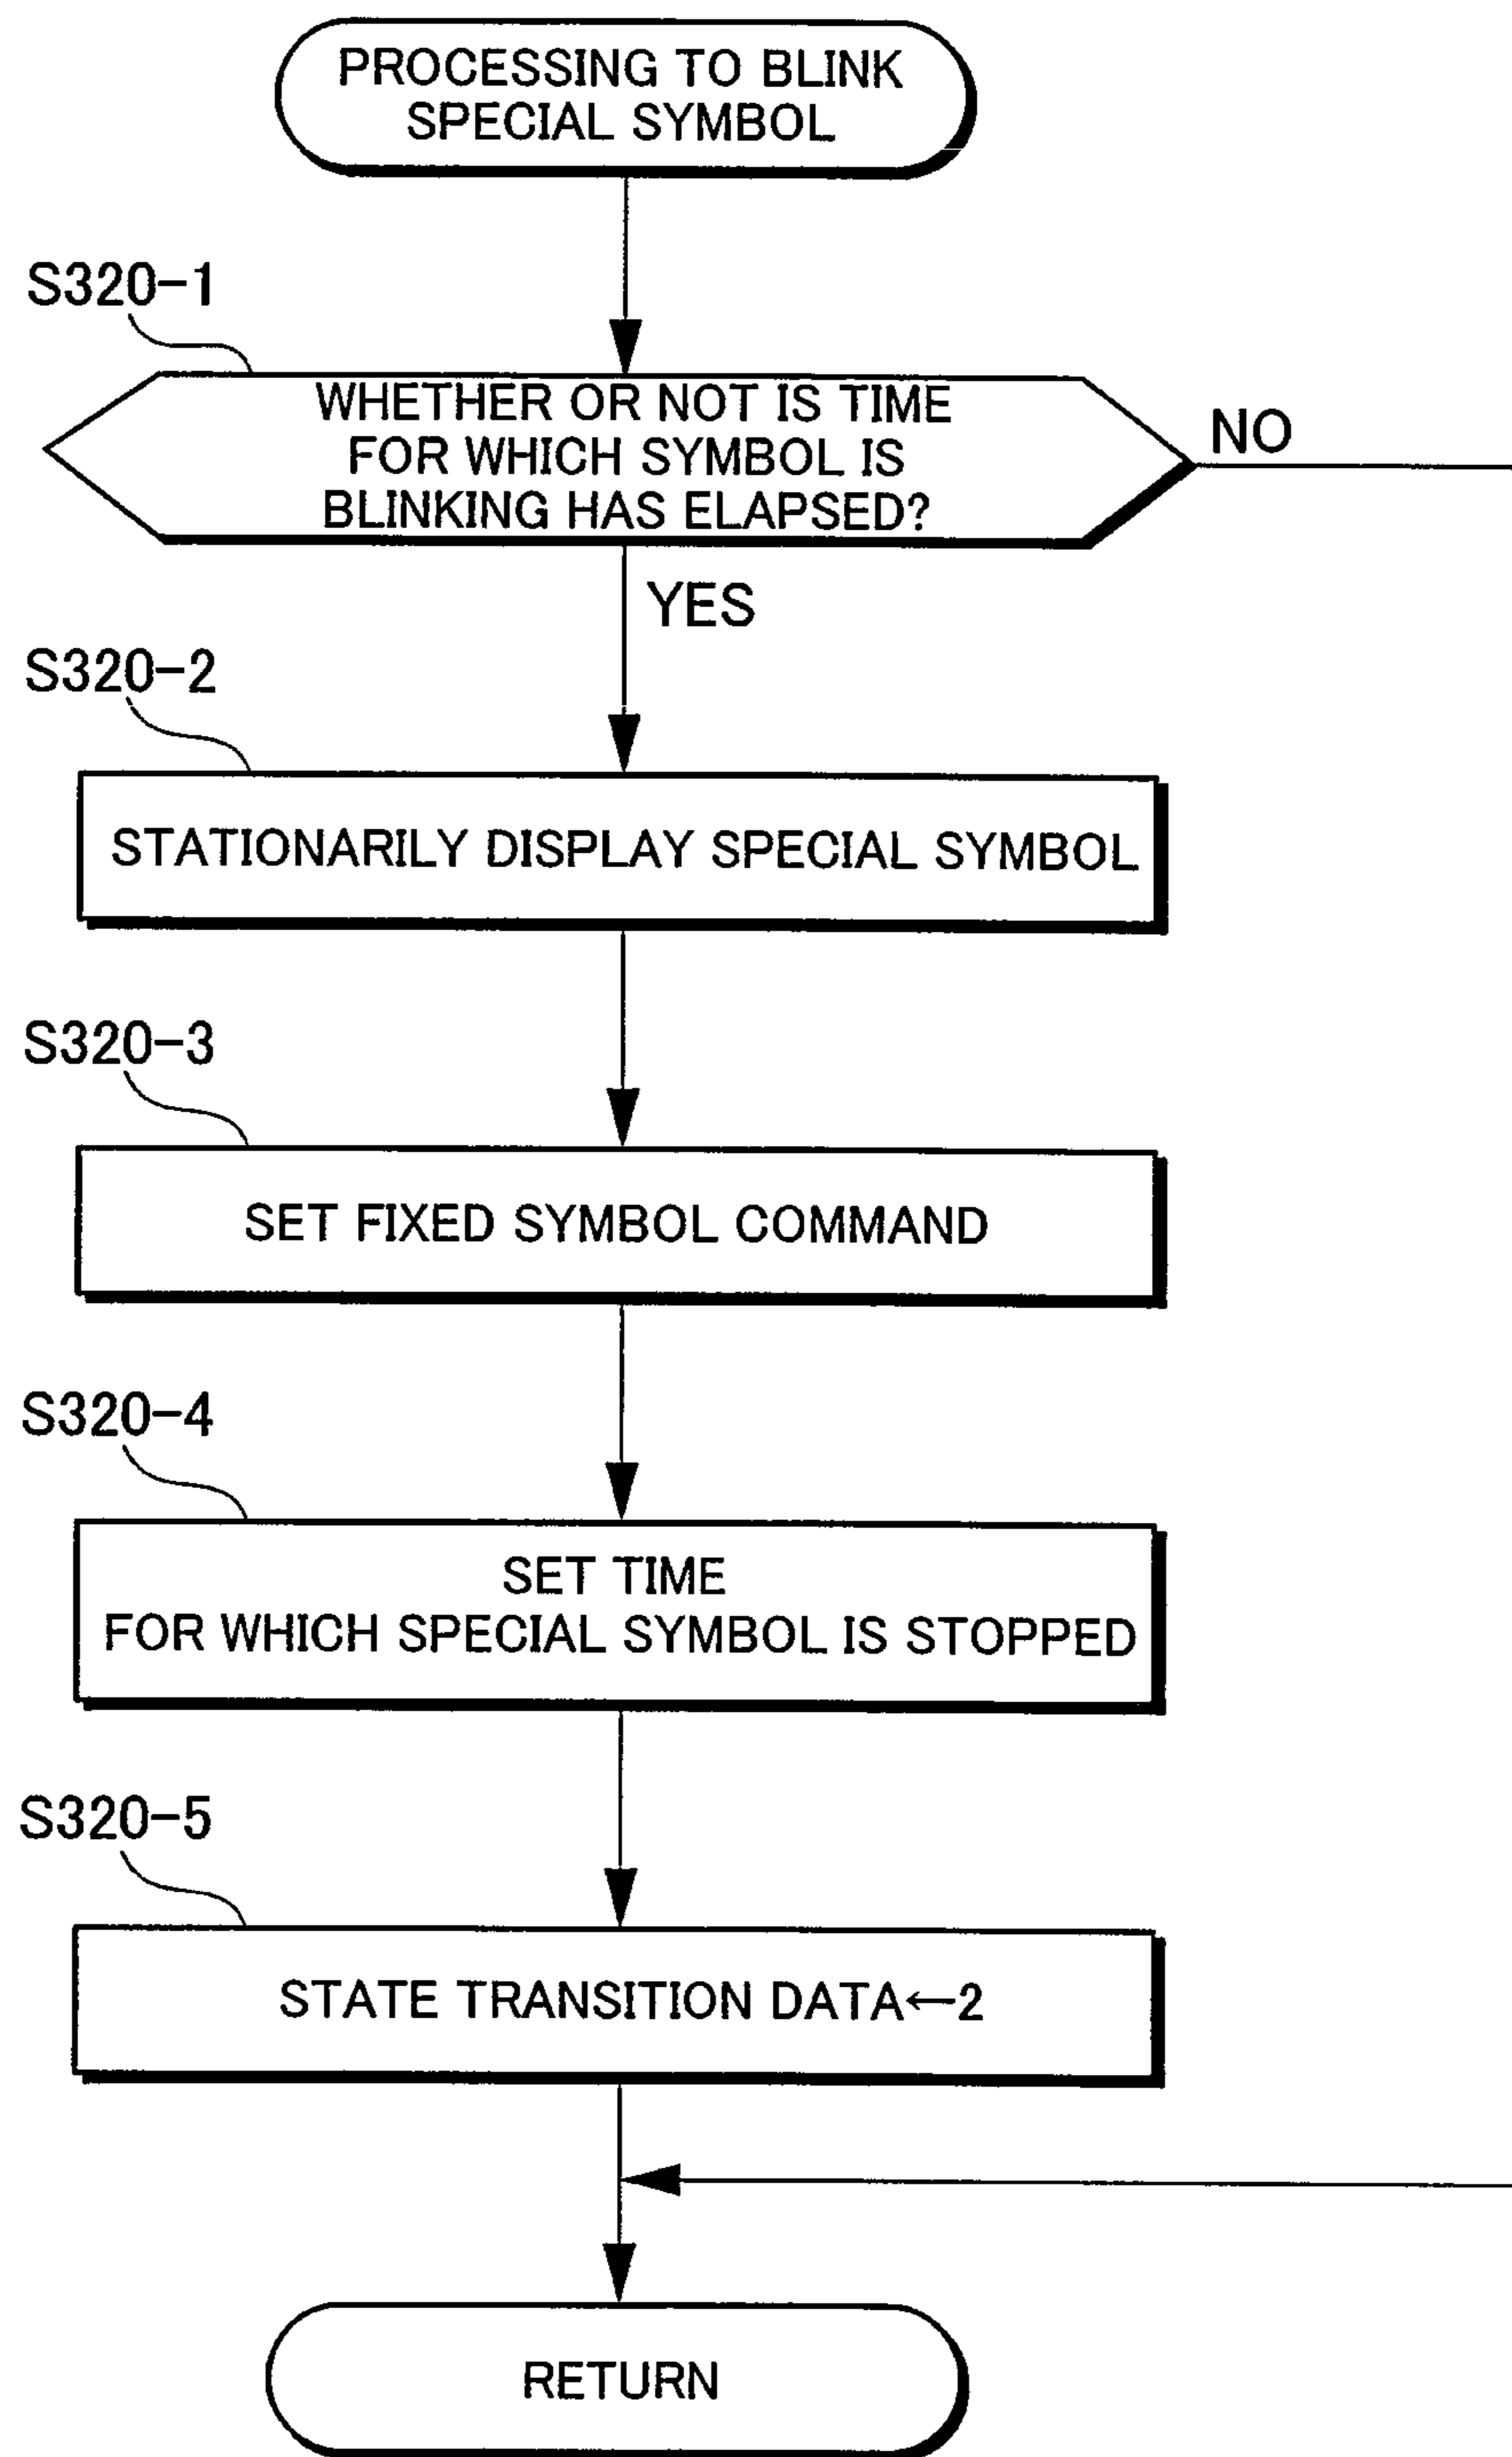 PROCESSING TO BLINK
SPECIAL SYMBOL
S320-1
WHETHER OR NOT IS TIME
FOR WHICH SYMBOL IS
BLINKING HAS ELAPSED?
NO
YES
S320-2
STATIONARILY DISPLAY SPECIAL SYMBOL
S320-3
SET FIXED SYMBOL COMMAND
S320-4
SET TIME
FOR WHICH SPECIAL SYMBOL IS STOPPED
S320-5
STATE TRANSITION DATA←2
RETURN